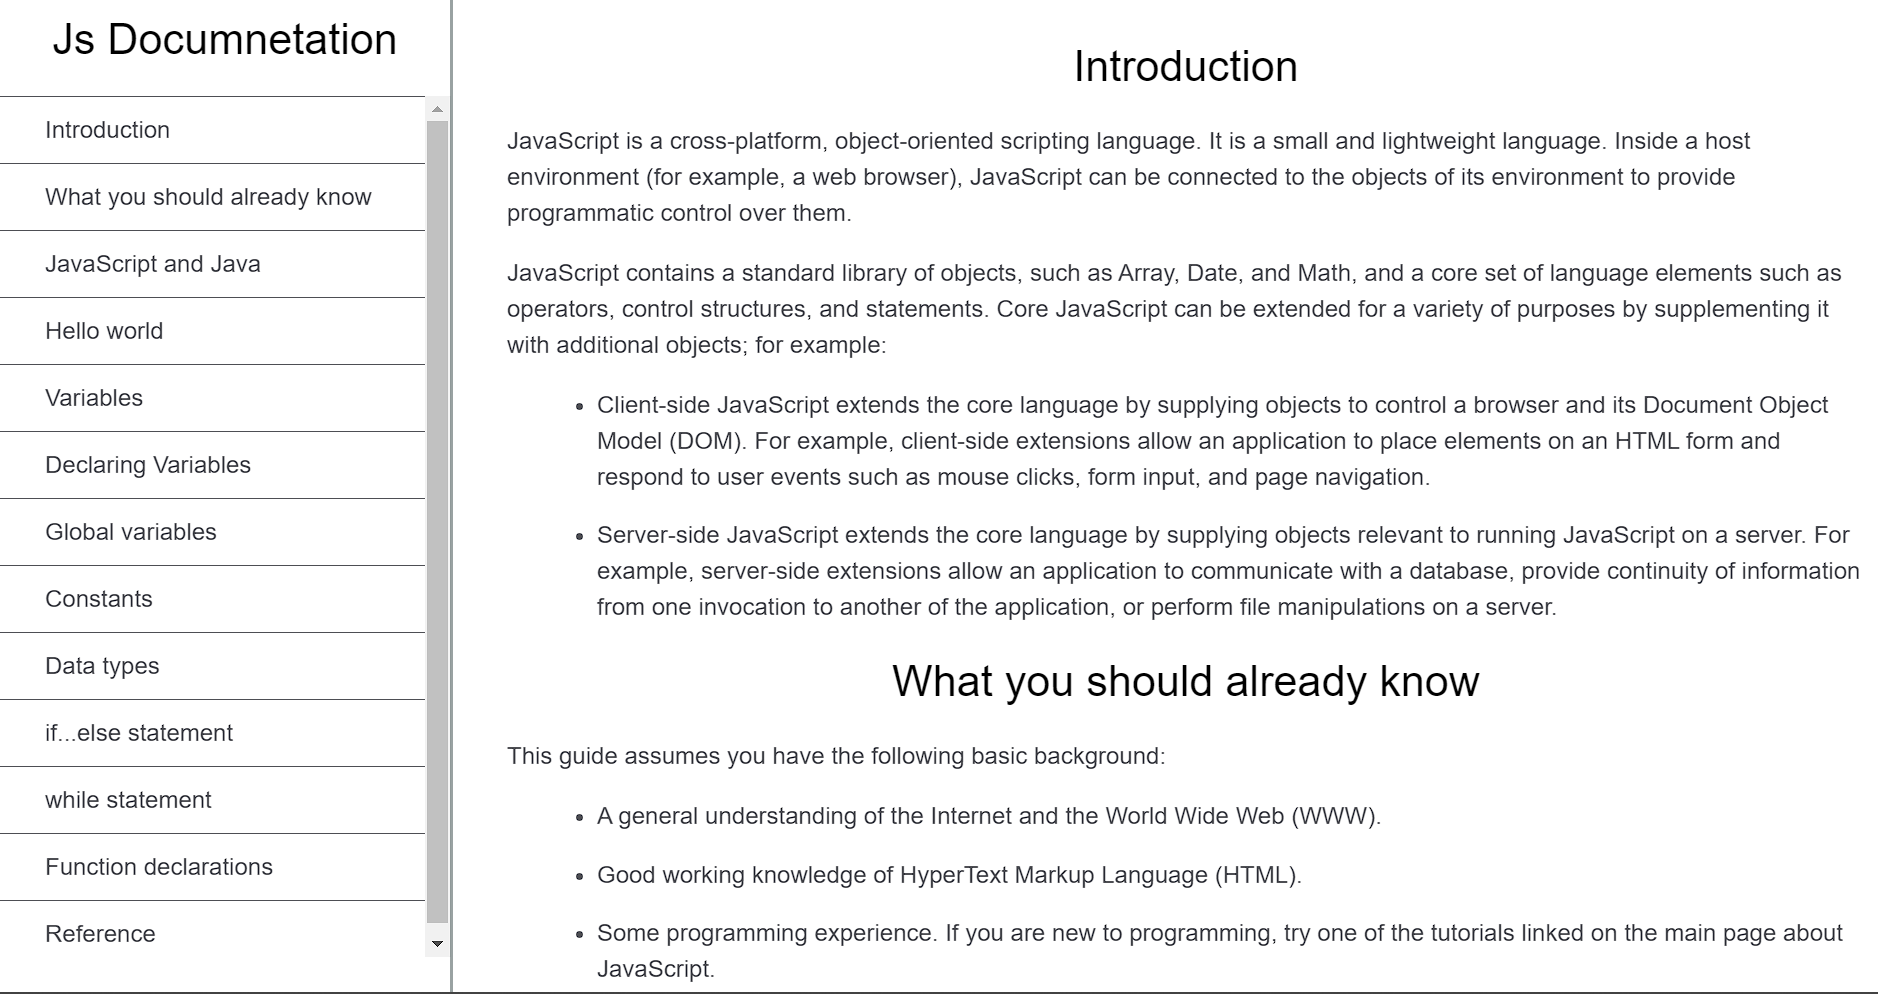 Js Documnetation
Introduction
What you should already know
JavaScript and Java
Hello world
Variables
Declaring Variables
Global variables
Constants
Data types
if...else statement
while statement
Function declarations
Reference
Introduction
JavaScript is a cross-platform, object-oriented scripting language. It is a small and lightweight language. Inside a host
environment (for example, a web browser), JavaScript can be connected to the objects of its environment to provide
programmatic control over them.
JavaScript contains a standard library of objects, such as Array, Date, and Math, and a core set of language elements such as
operators, control structures, and statements. Core JavaScript can be extended for a variety of purposes by supplementing it
with additional objects; for example:
• Client-side JavaScript extends the core language by supplying objects to control a browser and its Document Object
Model (DOM). For example, client-side extensions allow an application to place elements on an HTML form and
respond to user events such as mouse clicks, form input, and page navigation.
• Server-side JavaScript extends the core language by supplying objects relevant to running JavaScript on a server. For
example, server-side extensions allow an application to communicate with a database, provide continuity of information
from one invocation to another of the application, or perform file manipulations on a server.
What you should already know
This guide assumes you have the following basic background:
• A general understanding of the Internet and the World Wide Web (WWW).
• Good working knowledge of HyperText Markup Language (HTML).
• Some programming experience. If you are new to programming, try one of the tutorials linked on the main page about
JavaScript.